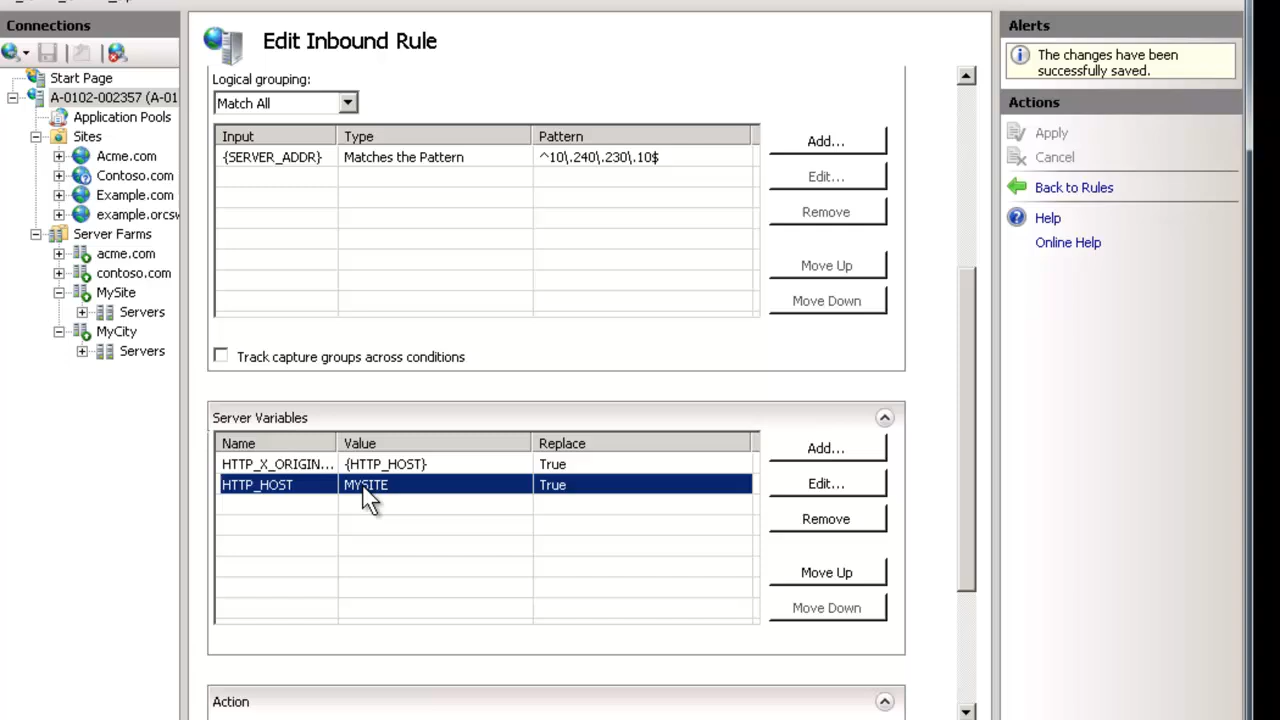 Connections
Start Page
A-0102-002357 (A-01
Application Pools
Sites
Acme.com
Contoso.com
Example.com
example.orcsw
Server Farms
acme.com
contoso.com
MySite
Servers
MyCity
Servers
Edit Inbound Rule
Logical grouping:
Match All
Input Type Pattern
{SERVER_ADDR} Matches the Pattern ^10\.240\.230\.10$
Add...
Edit...
Remove
Move Up
Move Down
Track capture groups across conditions
Server Variables
Name Value Replace
HTTP_X_ORIGIN... {HTTP_HOST} True
HTTP_HOST MYSITE True
Add...
Edit...
Remove
Move Up
Move Down
Action
Alerts
The changes have been
successfully saved.
Actions
Apply
Cancel
Back to Rules
Help
Online Help